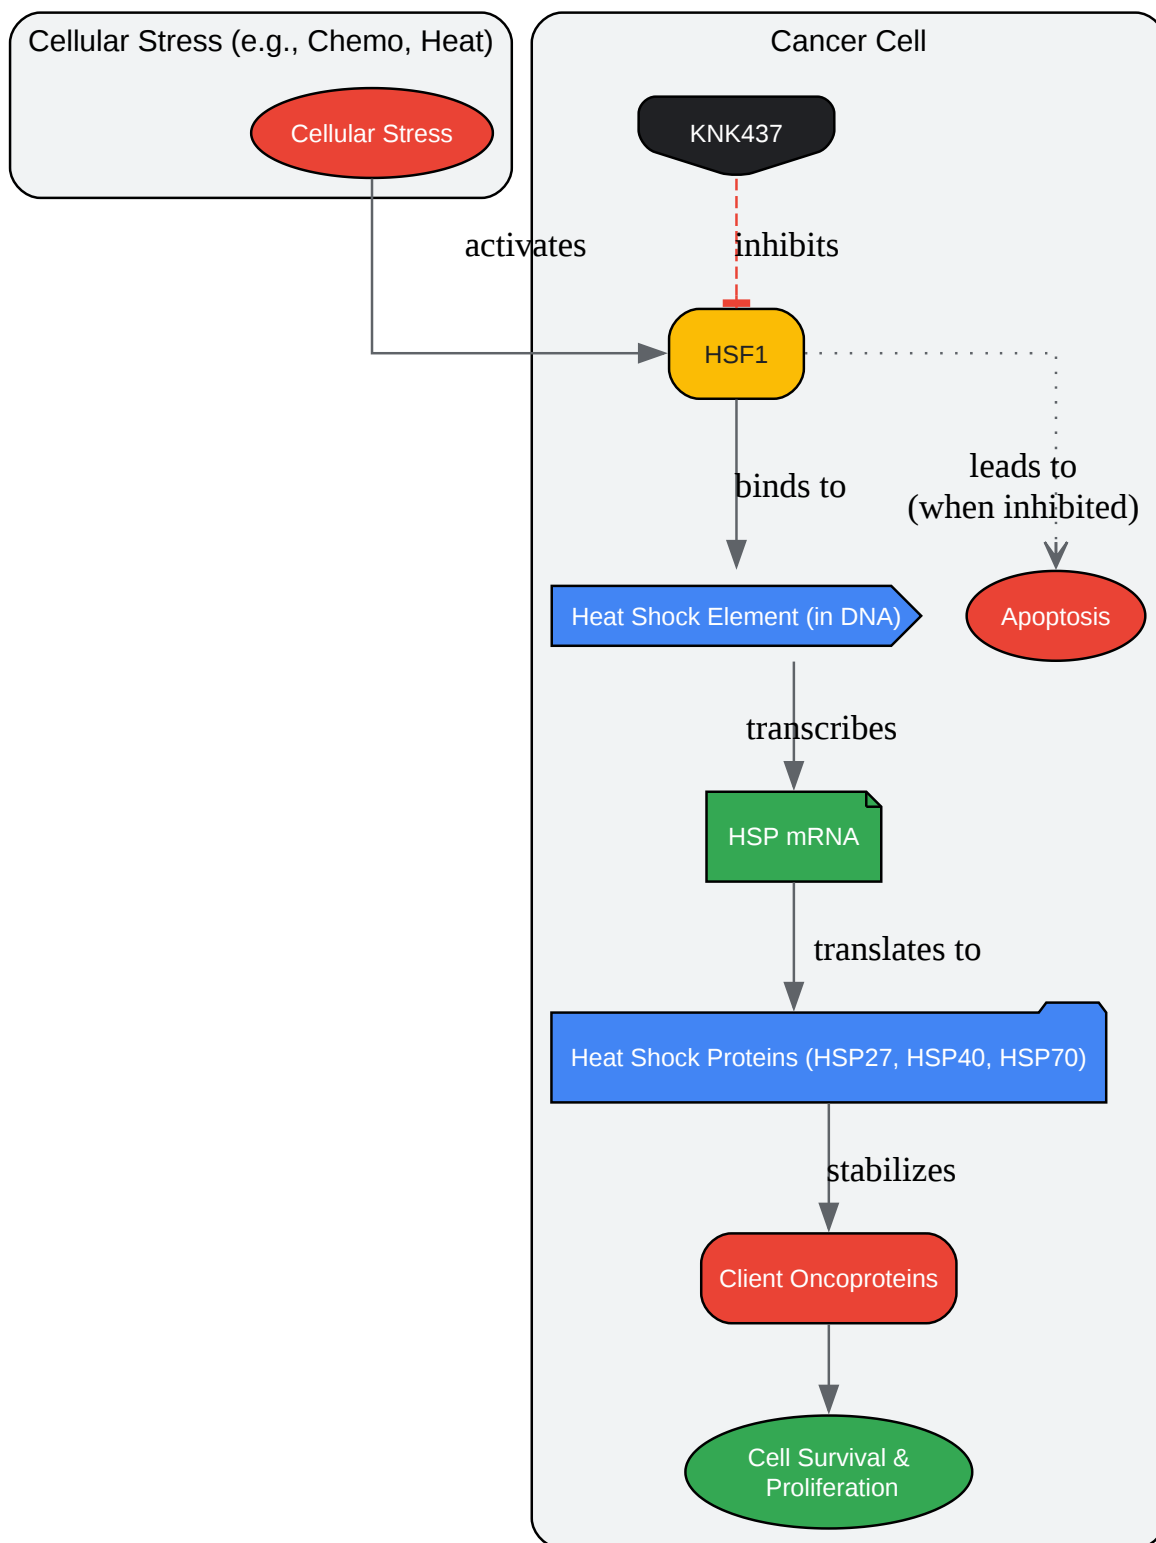 Cellular Stress (e.g., Chemo, Heat)
Cancer Cell
Cellular Stress
KNK437
activates
inhibits
HSF1
leads to
(when inhibited)
binds to
Heat Shock Element (in DNA)
Apoptosis
transcribes
HSP mRNA
translates to
Heat Shock Proteins (HSP27, HSP40, HSP70)
stabilizes
Client Oncoproteins
Cell Survival &
Proliferation